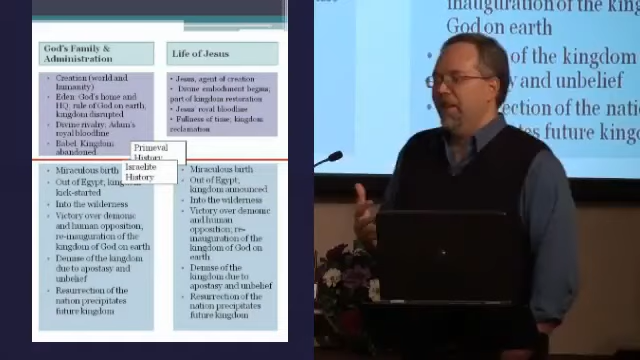 God's Family &
Administration
Creation (world and
humanity)
Eden: God's home and
HQ, rule of God on earth,
kingdom disrupted
Divine rivalry: Adam's
royal bloodline
Babel: Kingdom
abandoned
Life of Jesus
Jesus, agent of creation
Divine embodiment begins;
part of kingdom restoration
Jesus' royal bloodline
Fullness of time; kingdom
reclamation
Primeval
History
Israelite
History
Miraculous birth
Out of Egypt,
kick-started
Into the wilderness
Victory over demonic
and human opposition;
re-inauguration of the
kingdom of God on earth
Demise of the kingdom
due to apostasy and
unbelief
Resurrection of the
nation precipitates
future kingdom
Miraculous birth
Out of Egypt,
kingdom announced
Into the wilderness
Victory over demonic
and human
opposition; re-
inauguration of the
kingdom of God on
earth
Demise of the
kingdom due to
apostasy and unbelief
Resurrection of the
nation precipitates
future kingdom
inauguration of the king
God on earth
of the kingdom
y and unbelief
ection of the nation
tates future kingdo